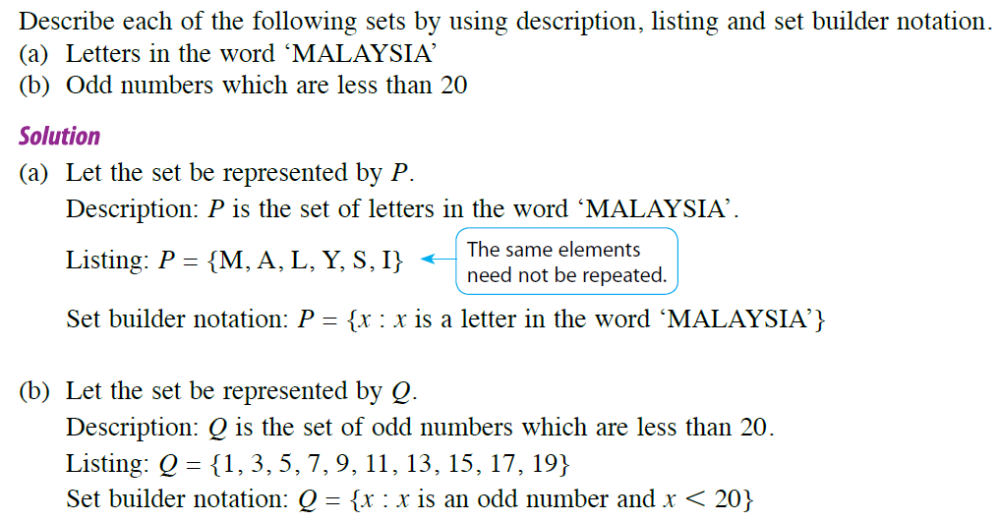 Describe each of the following sets by using description, listing and set builder notation.
(a) Letters in the word ‘MALAYSIA’
(b) Odd numbers which are less than 20
Solution
(a) Let the set be represented by P.
Description: P is the set of letters in the word ‘MALAYSIA’.
Listing: P = {M, A, L, Y, S, I}
The same elements
need not be repeated.
Set builder notation: P = {x : x is a letter in the word ‘MALAYSIA’}
(b) Let the set be represented by Q.
Description: Q is the set of odd numbers which are less than 20.
Listing: Q = {1, 3, 5, 7, 9, 11, 13, 15, 17, 19}
Set builder notation: Q = {x : x is an odd number and x < 20}